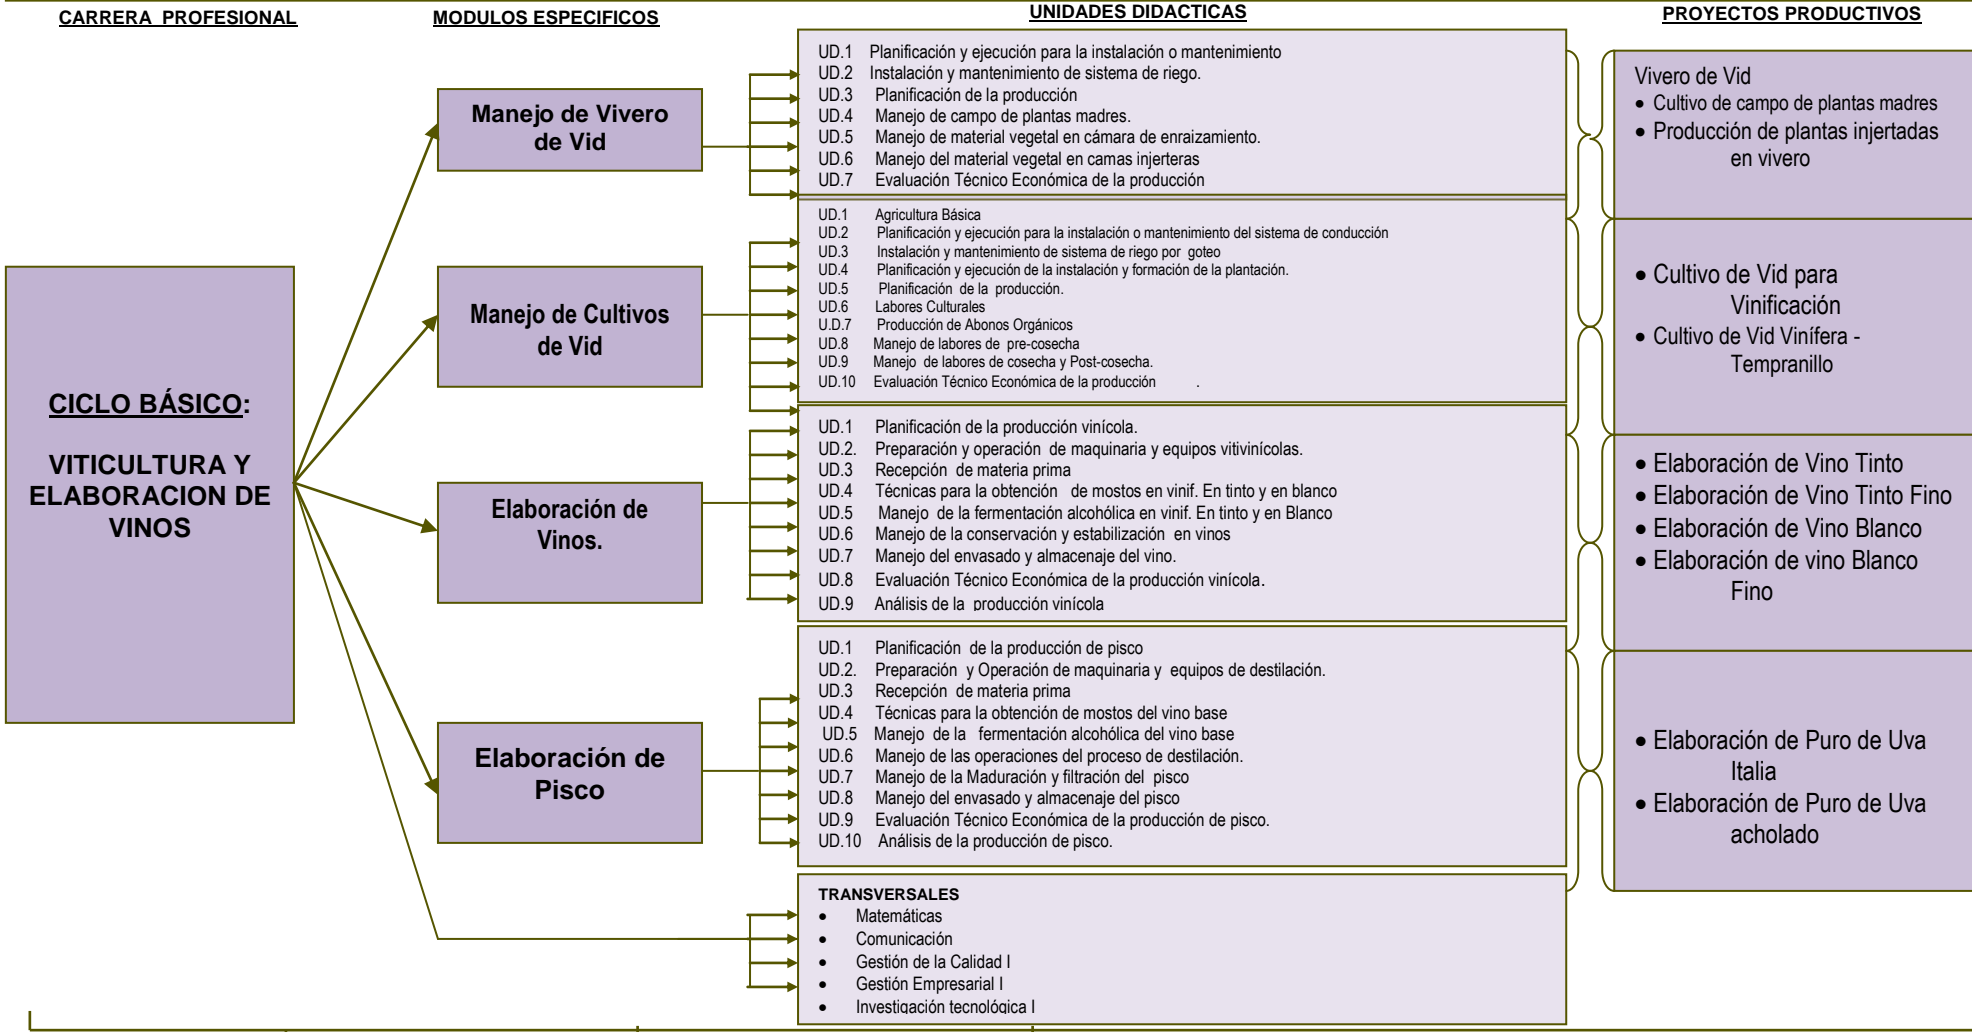 CARRERA PROFESIONAL
MODULOS ESPECIFICOS
UNIDADES DIDACTICAS
PROYECTOS PRODUCTIVOS
CICLO BÁSICO:
VITICULTURA Y
ELABORACION DE
VINOS
Manejo de Vivero
de Vid
Manejo de Cultivos
de Vid
Elaboración de
Vinos.
Elaboración de
Pisco
UD.1 Planificación y ejecución para la instalación o mantenimiento
UD.2 Instalación y mantenimiento de sistema de riego.
UD.3 Planificación de la producción
UD.4 Manejo de campo de plantas madres.
UD.5 Manejo de material vegetal en cámara de enraizamiento.
UD.6 Manejo del material vegetal en camas injerteras
UD.7 Evaluación Técnico Económica de la producción
UD.1 Agricultura Básica
UD.2 Planificación y ejecución para la instalación o mantenimiento del sistema de conducción
UD.3 Instalación y mantenimiento de sistema de riego por goteo
UD.4 Planificación y ejecución de la instalación y formación de la plantación.
UD.5 Planificación de la producción.
UD.6 Labores Culturales
U.D.7 Producción de Abonos Orgánicos
UD.8 Manejo de labores de pre-cosecha
UD.9 Manejo de labores de cosecha y Post-cosecha.
UD.10 Evaluación Técnico Económica de la producción .
UD.1 Planificación de la producción vinícola.
UD.2. Preparación y operación de maquinaria y equipos vitivinícolas.
UD.3 Recepción de materia prima
UD.4 Técnicas para la obtención de mostos en vinif. En tinto y en blanco
UD.5 Manejo de la fermentación alcohólica en vinif. En tinto y en Blanco
UD.6 Manejo de la conservación y estabilización en vinos
UD.7 Manejo del envasado y almacenaje del vino.
UD.8 Evaluación Técnico Económica de la producción vinícola.
UD.9 Análisis de la producción vinícola
UD.1 Planificación de la producción de pisco
UD.2. Preparación y Operación de maquinaria y equipos de destilación.
UD.3 Recepción de materia prima
UD.4 Técnicas para la obtención de mostos del vino base
UD.5 Manejo de la fermentación alcohólica del vino base
UD.6 Manejo de las operaciones del proceso de destilación.
UD.7 Manejo de la Maduración y filtración del pisco
UD.8 Manejo del envasado y almacenaje del pisco
UD.9 Evaluación Técnico Económica de la producción de pisco.
UD.10 Análisis de la producción de pisco.
TRANSVERSALES
• Matemáticas
• Comunicación
• Gestión de la Calidad I
• Gestión Empresarial I
• Investigación tecnológica I
Vivero de Vid
• Cultivo de campo de plantas madres
• Producción de plantas injertadas
en vivero
• Cultivo de Vid para
Vinificación
• Cultivo de Vid Vinífera -
Tempranillo
• Elaboración de Vino Tinto
• Elaboración de Vino Tinto Fino
• Elaboración de Vino Blanco
• Elaboración de vino Blanco
Fino
• Elaboración de Puro de Uva
Italia
• Elaboración de Puro de Uva
acholado